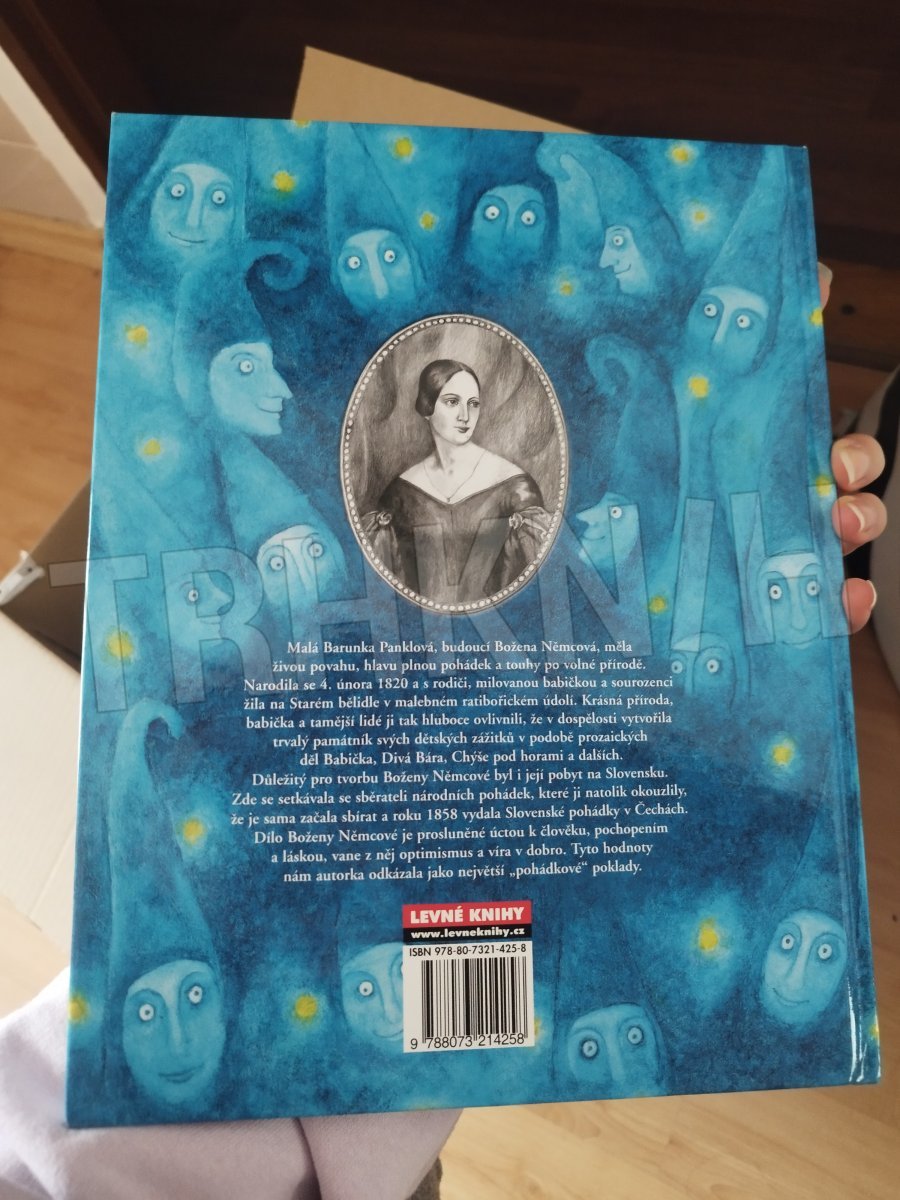 TRHKNIH
Malá Barunka Panklová, budoucí Božena Němcová, měla
živou povahu, hlavu plnou pohádek a touhy po volné přírodě.
Narodila se 4. února 1820 a s rodiči, milovanou babičkou a sourozenci
žila na Starém bělidle v malebném ratibořickém údolí. Krásná příroda,
babička a tamější lidé ji tak hluboce ovlivnili, že v dospělosti vytvořila
trvalý památník svých dětských zážitků v podobě prozaických
děl Babička, Divá Bára, Chýše pod horami a dalších.
Důležitý pro tvorbu Boženy Němcové byl i její pobyt na Slovensku.
Zde se setkávala se sběrateli národních pohádek, které ji natolik okouzlily,
že je sama začala sbírat a roku 1858 vydala Slovenské pohádky v Čechách.
Dílo Boženy Němcové je prosluněné úctou k člověku, pochopením
a láskou, vane z něj optimismus a víra v dobro. Tyto hodnoty
nám autorka odkázala jako největší „pohádkové“ poklady.
LEVNÉ KNIHY
www.levneknihy.cz
ISBN 978-80-7321-425-8
9 788073 214258